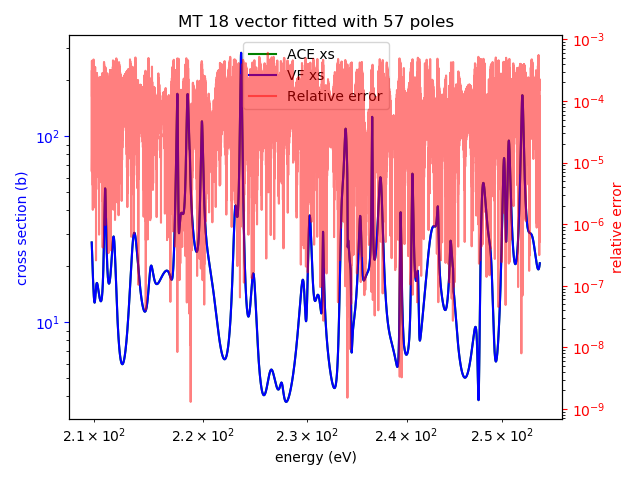 MT 18 vector fitted with 57 poles
ACE xs
VF xs
Relative error
cross section (b)
10²
10¹
relative error
10⁻³
10⁻⁴
10⁻⁵
10⁻⁶
10⁻⁷
10⁻⁸
10⁻⁹
2.1 × 10² 2.2 × 10² 2.3 × 10² 2.4 × 10² 2.5 × 10²
energy (eV)